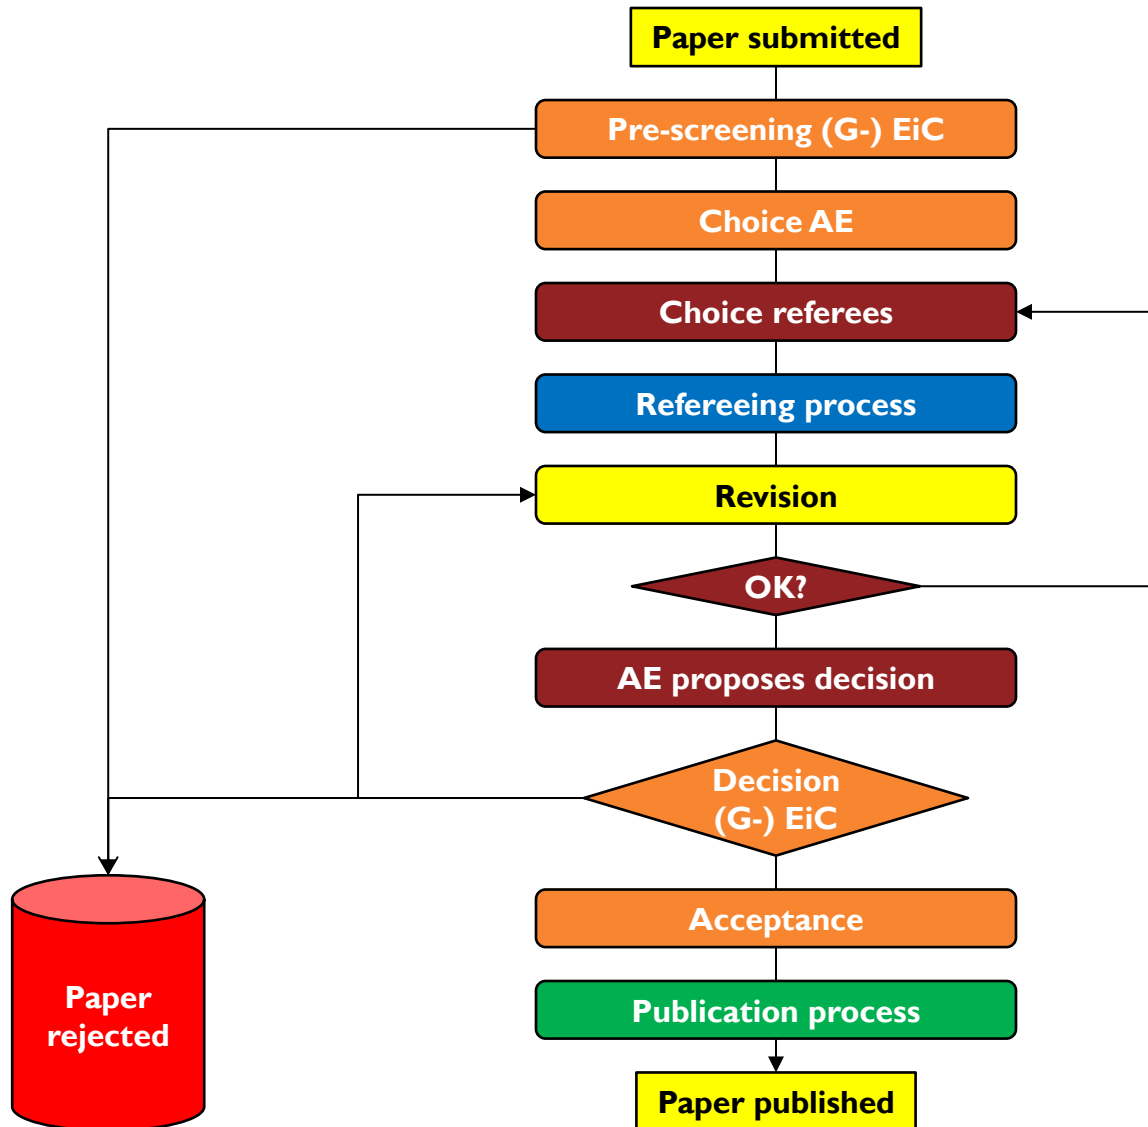 Paper submitted
Pre-screening (G-) EiC
Choice AE
Choice referees
Refereeing process
Revision
OK?
AE proposes decision
Decision
(G-) EiC
Acceptance
Paper
rejected
Publication process
Paper published